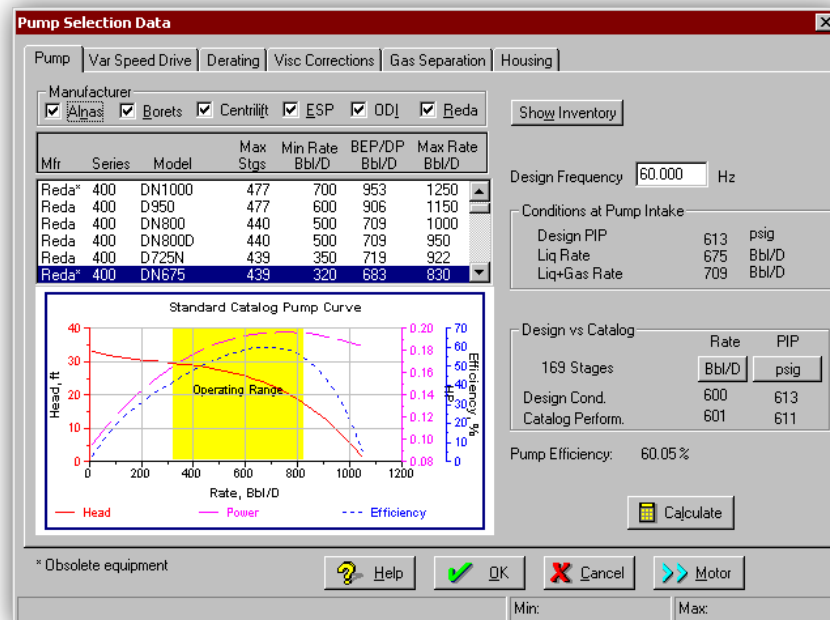 Pump Selection Data
Pump Var Speed Drive Derating Visc Corrections Gas Separation Housing
Manufacturer
Alnas Borets Centrilift ESP ODI Reda
Show Inventory
Mfr Series Model Max Stgs Min Rate Bbl/D BEP/DP Bbl/D Max Rate Bbl/D
Reda* 400 DN1000 477 700 953 1250
Reda 400 D950 477 600 906 1150
Reda 400 DN800 440 500 709 1000
Reda 400 DN800D 440 500 709 950
Reda 400 D725N 439 350 719 922
Reda* 400 DN675 439 320 683 830
Design Frequency 60.000 Hz
Conditions at Pump Intake
Design PIP 613 psig
Liq Rate 675 Bbl/D
Liq+Gas Rate 709 Bbl/D
Standard Catalog Pump Curve
40 30 20 10 0
Head, ft
Operating Range
0.20 0.18 0.16 0.14 0.12 0.10 0.08
HP
70 60 50 40 30 20 10 0
Efficiency, %
0 200 400 600 800 1000 1200
Rate, Bbl/D
Head Power Efficiency
Design vs Catalog
Rate PIP
169 Stages Bbl/D psig
Design Cond. 600 613
Catalog Perform. 601 611
Pump Efficiency: 60.05%
Calculate
* Obsolete equipment
Help OK Cancel Motor
Min: Max: